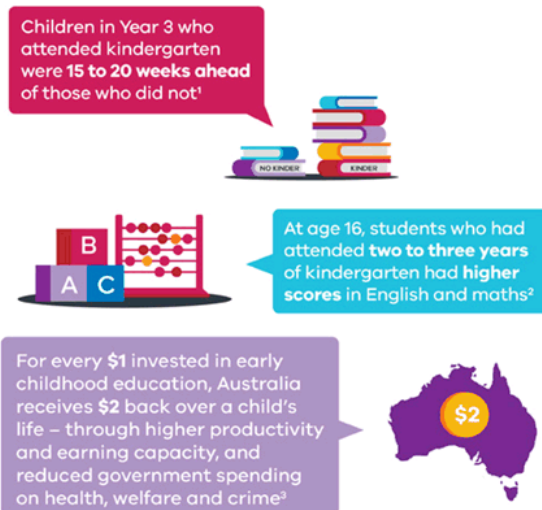 Children in Year 3 who
attended kindergarten
were 15 to 20 weeks ahead
of those who did not¹
NO KINDER
KINDER
B
A C
At age 16, students who had
attended two to three years
of kindergarten had higher
scores in English and maths²
For every $1 invested in early
childhood education, Australia
receives $2 back over a child’s
life – through higher productivity
and earning capacity, and
reduced government spending
on health, welfare and crime³
$2